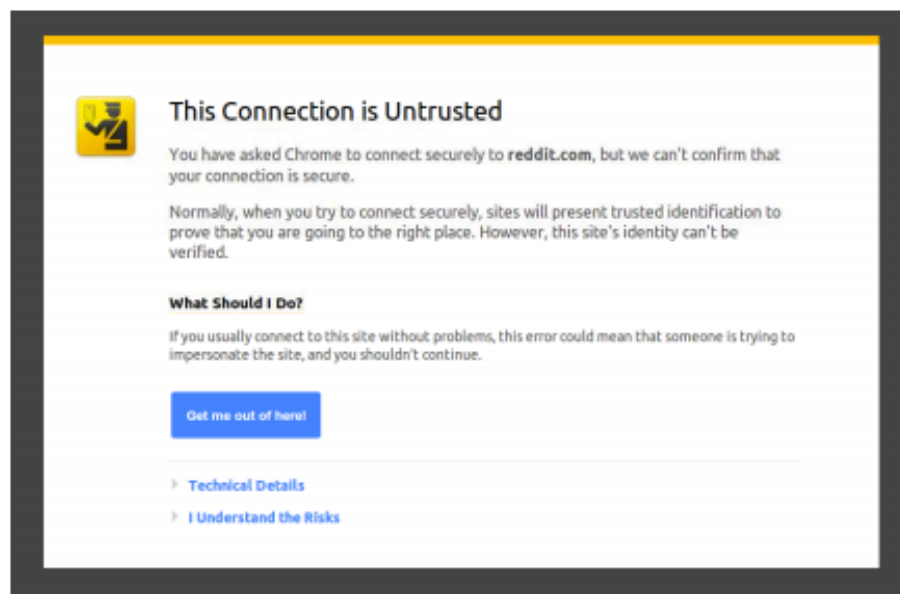 This Connection is Untrusted
You have asked Chrome to connect securely to reddit.com, but we can't confirm that
your connection is secure.
Normally, when you try to connect securely, sites will present trusted identification to
prove that you are going to the right place. However, this site's identity can't be
verified.
What Should I Do?
If you usually connect to this site without problems, this error could mean that someone is trying to
impersonate the site, and you shouldn't continue.
Get me out of here!
Technical Details
I Understand the Risks